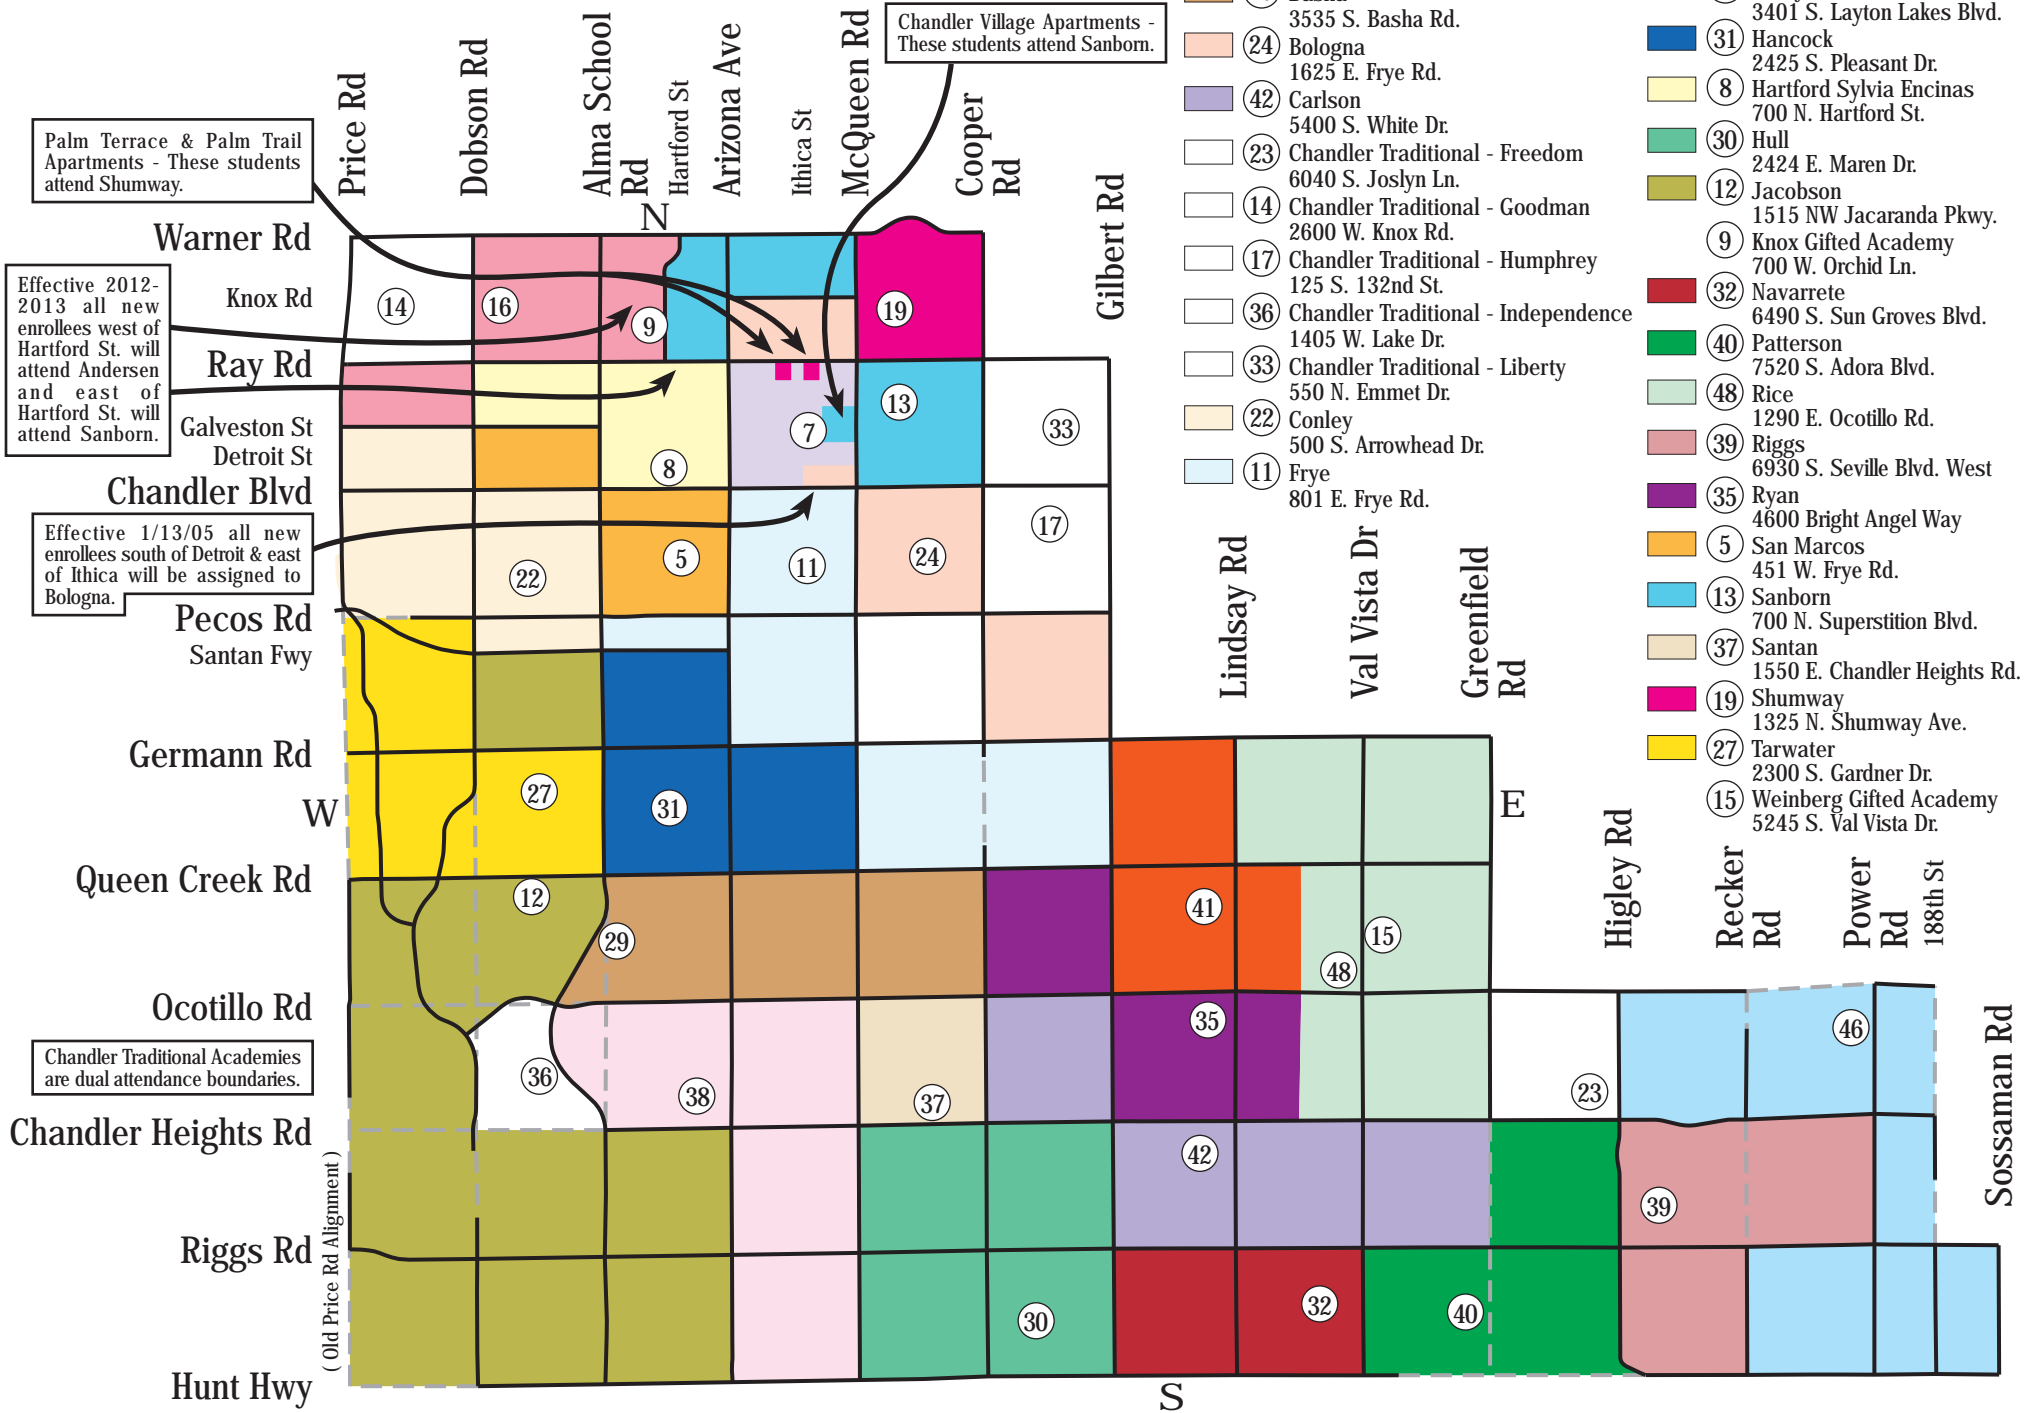 Chandler Village Apartments -
These students attend Sanborn.
Palm Terrace & Palm Trail
Apartments - These students
attend Shumway.
Effective 2012-
2013 all new
enrollees west of
Hartford St. will
attend Andersen
and east of
Hartford St. will
attend Sanborn.
Effective 1/13/05 all new
enrollees south of Detroit & east
of Ithica will be assigned to
Bologna.
Chandler Traditional Academies
are dual attendance boundaries.
Price Rd
Dobson Rd
Alma School
Rd
Hartford St
Arizona Ave
Ithica St
McQueen Rd
Cooper
Rd
Gilbert Rd
Lindsay Rd
Val Vista Dr
Greenfield
Rd
Higley Rd
Recker
Rd
Power
Rd
188th St
Sossaman Rd
N
W
E
S
Warner Rd
Knox Rd
Ray Rd
Galveston St
Detroit St
Chandler Blvd
Pecos Rd
Santan Fwy
Germann Rd
Queen Creek Rd
Ocotillo Rd
Chandler Heights Rd
Riggs Rd
Hunt Hwy
( Old Price Rd Alignment )
14
16
9
19
7
13
33
8
5
22
11
24
17
27
31
12
29
41
48
15
36
38
37
35
23
46
42
39
30
32
40
3535 S. Basha Rd.
24 Bologna
1625 E. Frye Rd.
42 Carlson
5400 S. White Dr.
23 Chandler Traditional - Freedom
6040 S. Joslyn Ln.
14 Chandler Traditional - Goodman
2600 W. Knox Rd.
17 Chandler Traditional - Humphrey
125 S. 132nd St.
36 Chandler Traditional - Independence
1405 W. Lake Dr.
33 Chandler Traditional - Liberty
550 N. Emmet Dr.
22 Conley
500 S. Arrowhead Dr.
11 Frye
801 E. Frye Rd.
3401 S. Layton Lakes Blvd.
31 Hancock
2425 S. Pleasant Dr.
8 Hartford Sylvia Encinas
700 N. Hartford St.
30 Hull
2424 E. Maren Dr.
12 Jacobson
1515 NW Jacaranda Pkwy.
9 Knox Gifted Academy
700 W. Orchid Ln.
32 Navarrete
6490 S. Sun Groves Blvd.
40 Patterson
7520 S. Adora Blvd.
48 Rice
1290 E. Ocotillo Rd.
39 Riggs
6930 S. Seville Blvd. West
35 Ryan
4600 Bright Angel Way
5 San Marcos
451 W. Frye Rd.
13 Sanborn
700 N. Superstition Blvd.
37 Santan
1550 E. Chandler Heights Rd.
19 Shumway
1325 N. Shumway Ave.
27 Tarwater
2300 S. Gardner Dr.
15 Weinberg Gifted Academy
5245 S. Val Vista Dr.